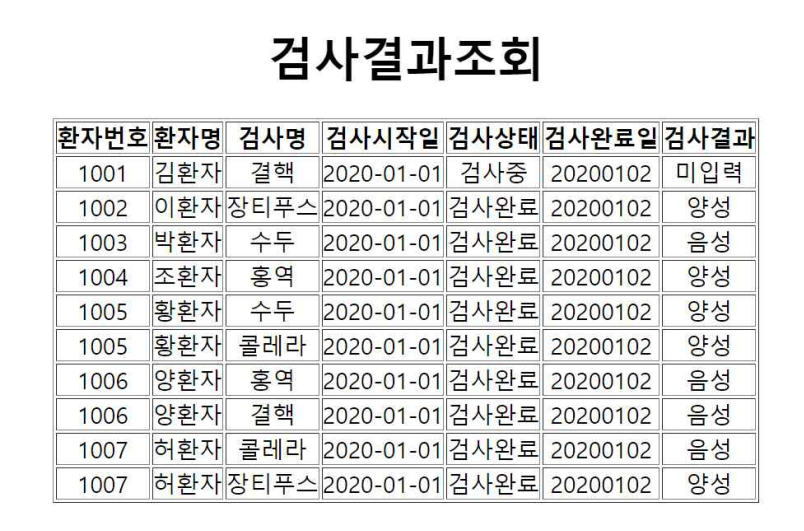 검사결과조회
환자번호 환자명 검사명 검사시작일 검사상태 검사완료일 검사결과
1001 김환자 결핵 2020-01-01 검사중 20200102 미입력
1002 이환자 장티푸스 2020-01-01 검사완료 20200102 양성
1003 박환자 수두 2020-01-01 검사완료 20200102 음성
1004 조환자 홍역 2020-01-01 검사완료 20200102 양성
1005 황환자 수두 2020-01-01 검사완료 20200102 양성
1005 황환자 콜레라 2020-01-01 검사완료 20200102 양성
1006 양환자 홍역 2020-01-01 검사완료 20200102 음성
1006 양환자 결핵 2020-01-01 검사완료 20200102 음성
1007 허환자 콜레라 2020-01-01 검사완료 20200102 음성
1007 허환자 장티푸스 2020-01-01 검사완료 20200102 양성